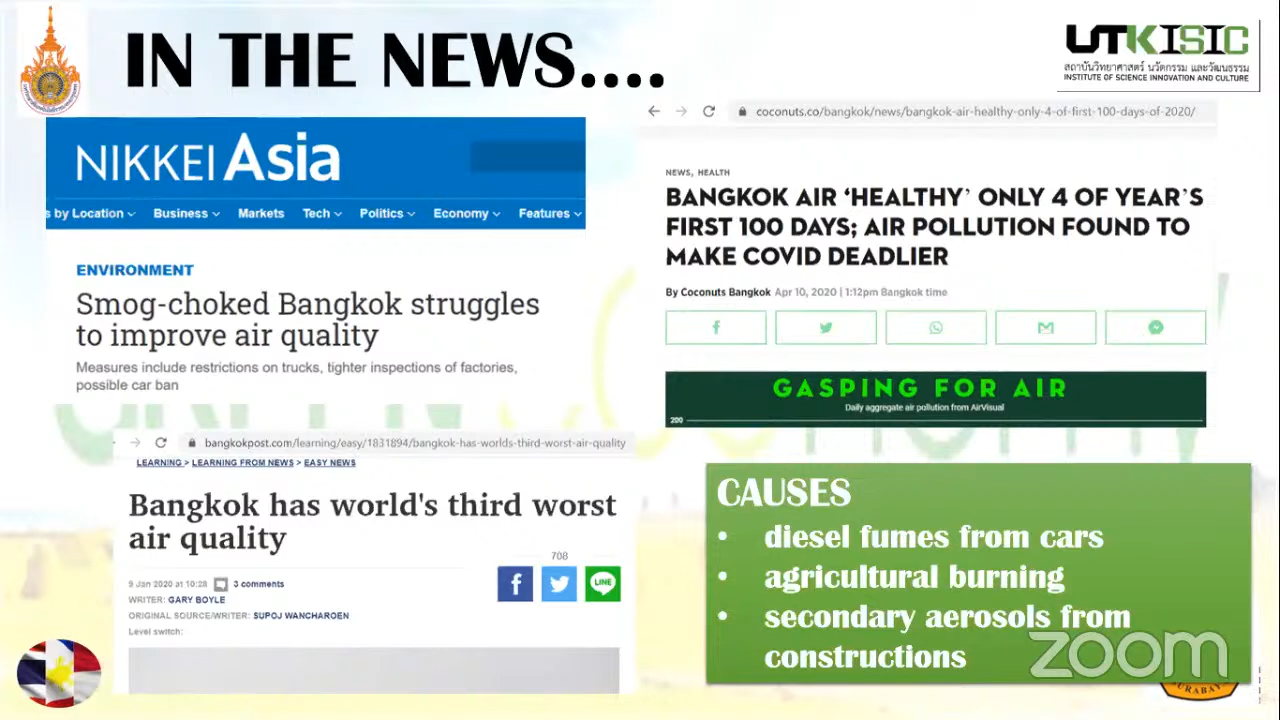 IN THE NEWS....
UTKISIC
สถาบันวิทยาศาสตร์ นวัตกรรม และวัฒนธรรม
INSTITUTE OF SCIENCE INNOVATION AND CULTURE
NIKKEI Asia
s by Location Business Markets Tech Politics Economy Features
ENVIRONMENT
Smog-choked Bangkok struggles
to improve air quality
Measures include restrictions on trucks, tighter inspections of factories,
possible car ban
coconuts.co/bangkok/news/bangkok-air-healthy-only-4-of-first-100-days-of-2020/
NEWS, HEALTH
BANGKOK AIR ‘HEALTHY’ ONLY 4 OF YEAR’S
FIRST 100 DAYS; AIR POLLUTION FOUND TO
MAKE COVID DEADLIER
By Coconuts Bangkok Apr 10, 2020 | 1:12pm Bangkok time
GASPING FOR AIR
Daily aggregate air pollution from AirVisual
200
bangkokpost.com/learning/easy/1831894/bangkok-has-worlds-third-worst-air-quality
LEARNING > LEARNING FROM NEWS > EASY NEWS
Bangkok has world's third worst
air quality
708
9 Jan 2020 at 10:28 3 comments
WRITER: GARY BOYLE
ORIGINAL SOURCE/WRITER: SUPOJ WANCHAROEN
Level switch:
LINE
CAUSES
• diesel fumes from cars
• agricultural burning
• secondary aerosols from
constructions
zoom
SURABAYA